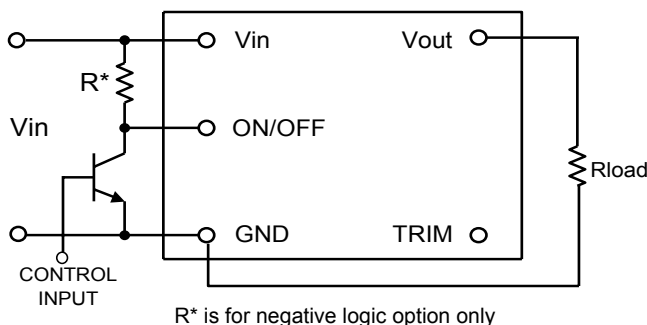 Vin
Vout
R*
Vin
ON/OFF
Rload
GND
TRIM
CONTROL
INPUT
R* is for negative logic option only